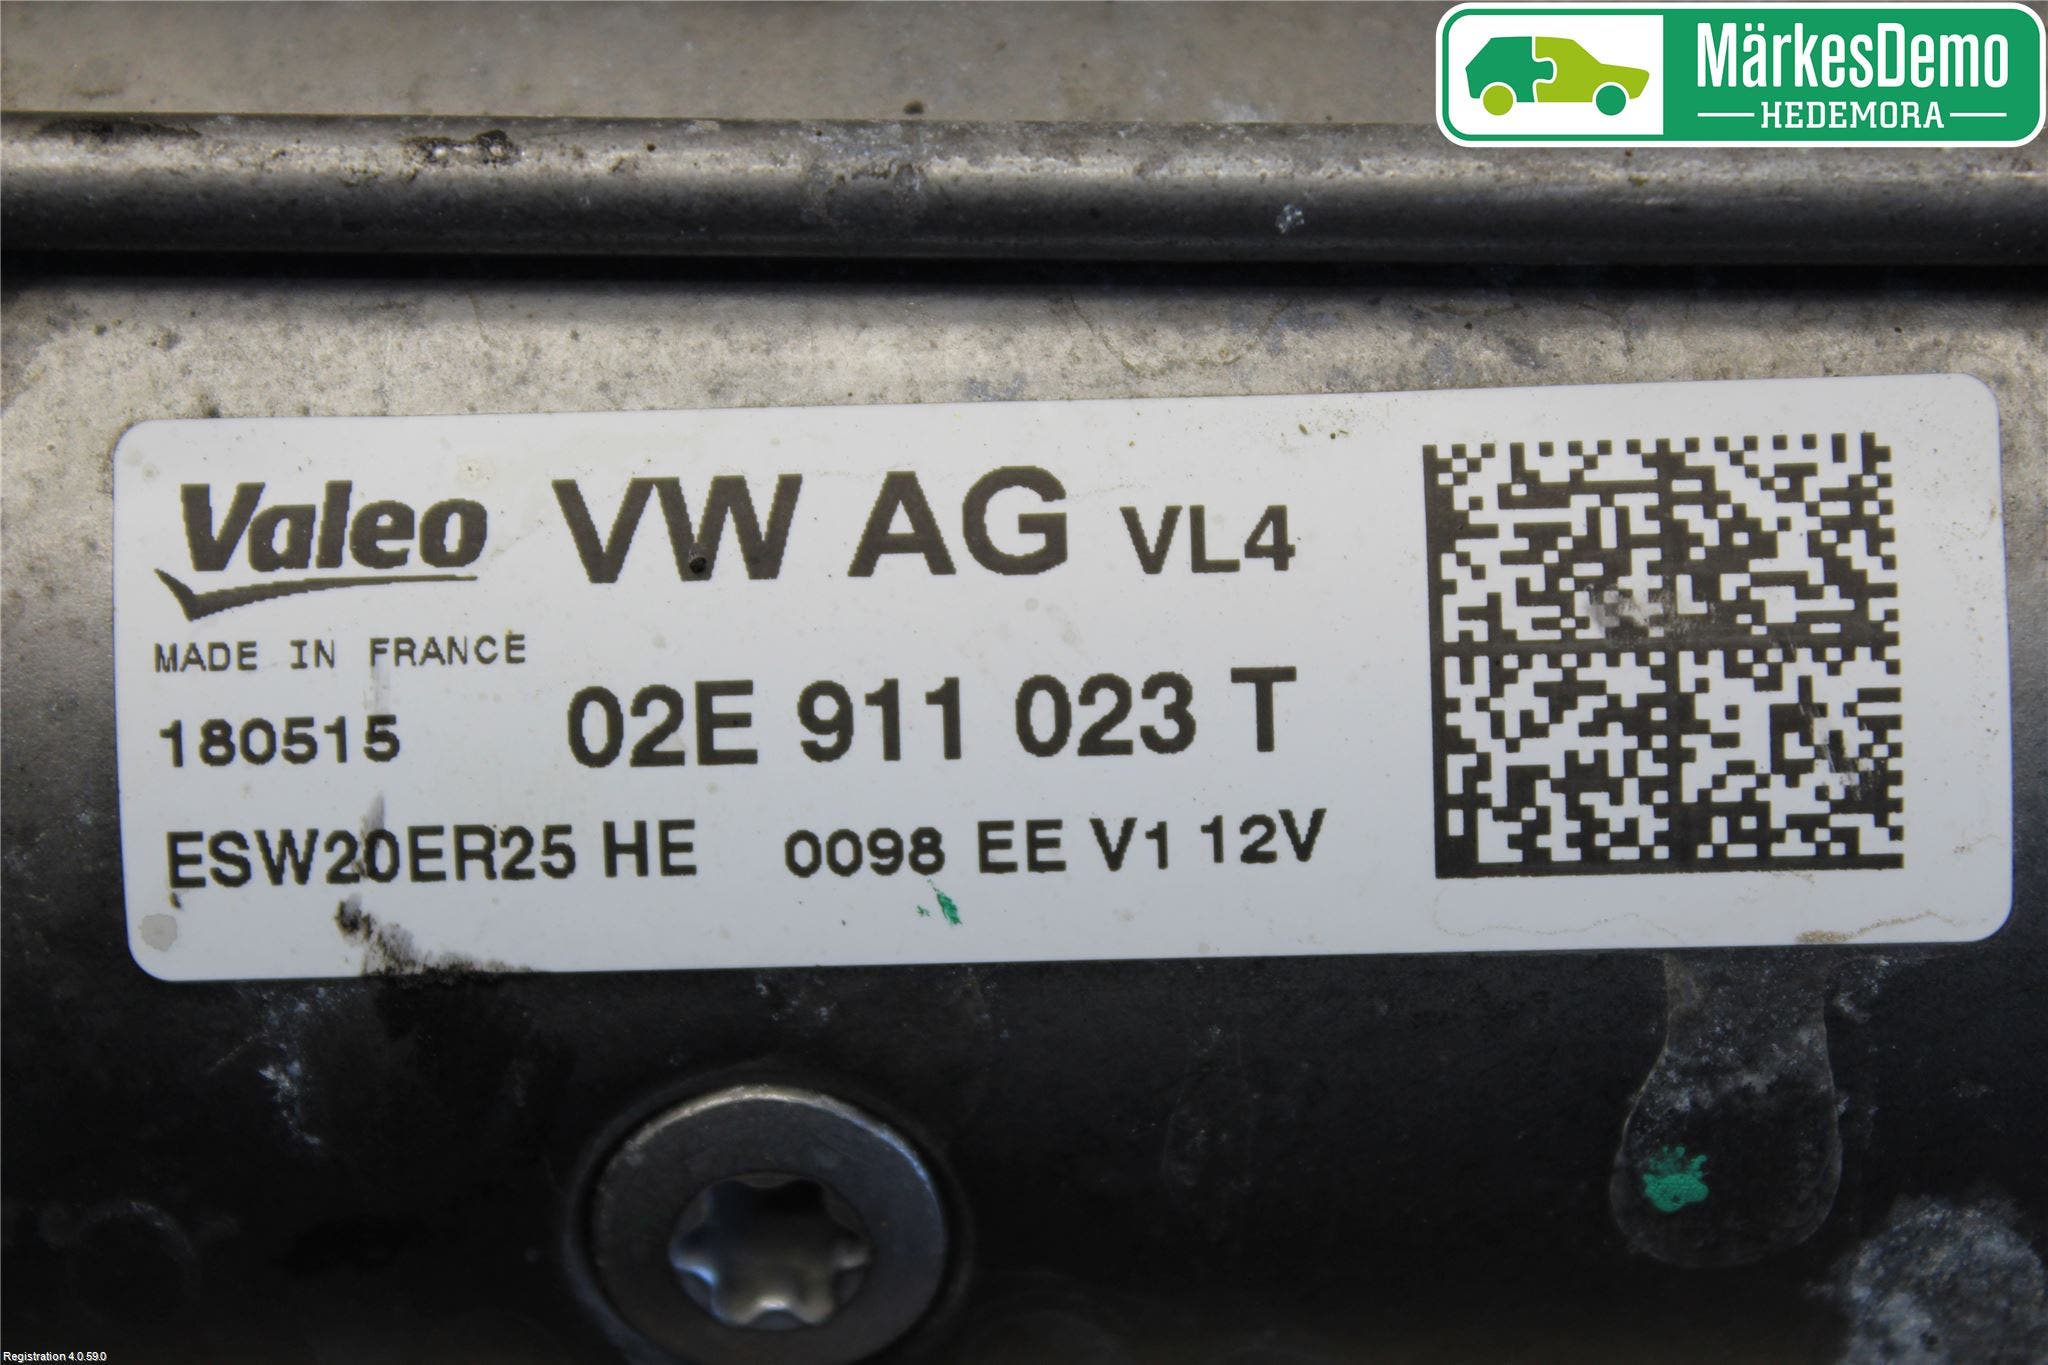 MärkesDemo
HEDEMORA
Valeo VW AG VL4
MADE IN FRANCE
180515 02E 911 023 T
ESW20ER25 HE 0098 EE V1 12V
Registration 4.0.59.0